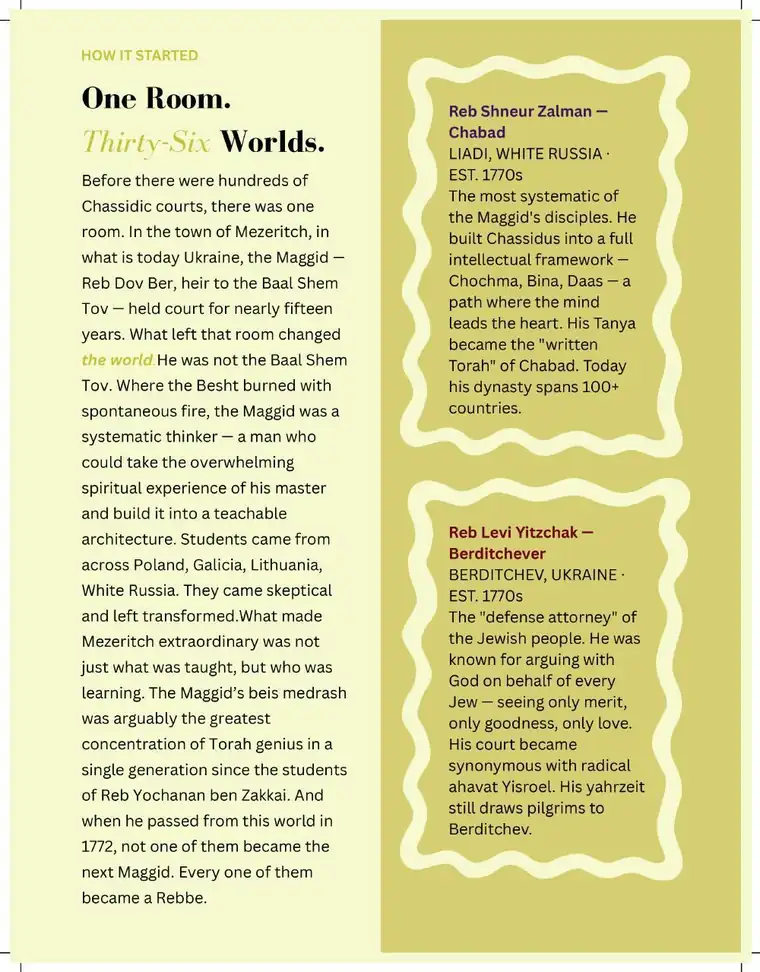 HOW IT STARTED
One Room.
Thirty-Six Worlds.
Before there were hundreds of
Chassidic courts, there was one
room. In the town of Mezeritch, in
what is today Ukraine, the Maggid —
Reb Dov Ber, heir to the Baal Shem
Tov — held court for nearly fifteen
years. What left that room changed
the world.He was not the Baal Shem
Tov. Where the Besht burned with
spontaneous fire, the Maggid was a
systematic thinker — a man who
could take the overwhelming
spiritual experience of his master
and build it into a teachable
architecture. Students came from
across Poland, Galicia, Lithuania,
White Russia. They came skeptical
and left transformed.What made
Mezeritch extraordinary was not
just what was taught, but who was
learning. The Maggid’s beis medrash
was arguably the greatest
concentration of Torah genius in a
single generation since the students
of Reb Yochanan ben Zakkai. And
when he passed from this world in
1772, not one of them became the
next Maggid. Every one of them
became a Rebbe.
Reb Shneur Zalman —
Chabad
LIADI, WHITE RUSSIA ·
EST. 1770s
The most systematic of
the Maggid's disciples. He
built Chassidus into a full
intellectual framework —
Chochma, Bina, Daas — a
path where the mind
leads the heart. His Tanya
became the "written
Torah" of Chabad. Today
his dynasty spans 100+
countries.
Reb Levi Yitzchak —
Berditchever
BERDITCHEV, UKRAINE ·
EST. 1770s
The "defense attorney" of
the Jewish people. He was
known for arguing with
God on behalf of every
Jew — seeing only merit,
only goodness, only love.
His court became
synonymous with radical
ahavat Yisroel. His yahrzeit
still draws pilgrims to
Berditchev.